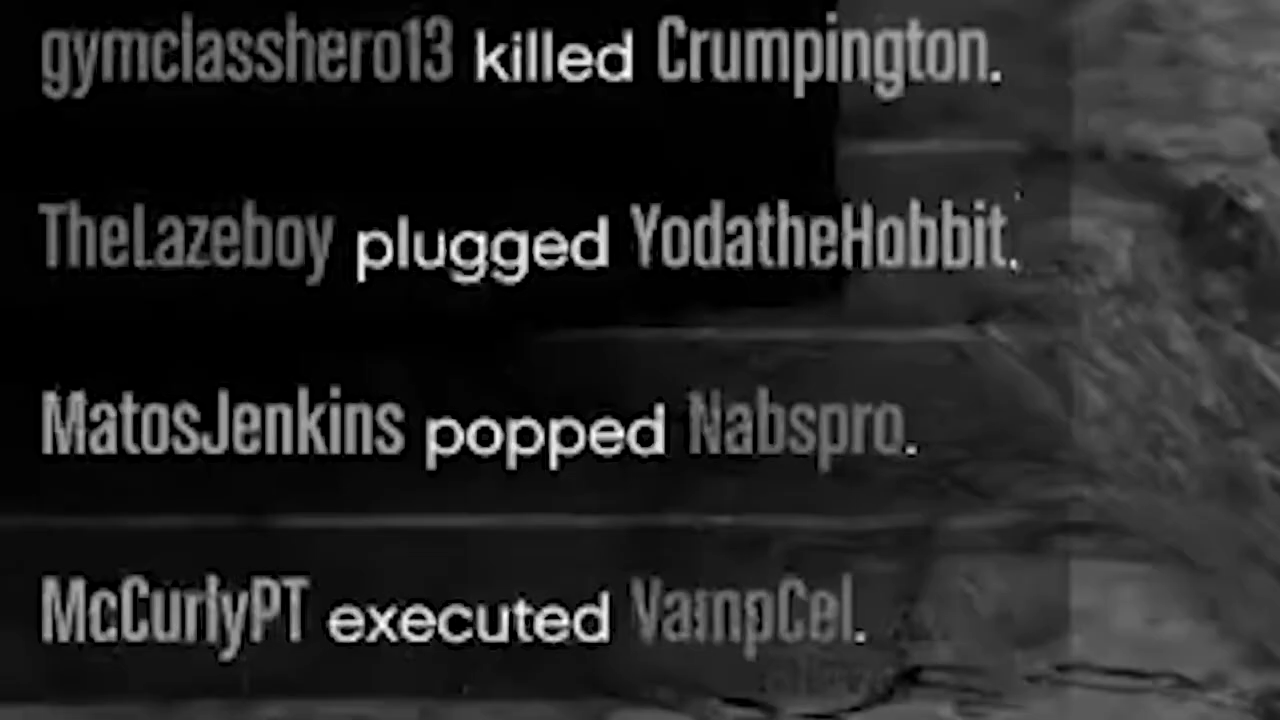 gymclasshero13 killed Crumpington.
TheLazeboy plugged YodatheHobbit.
MatosJenkins popped Nabspro.
McCurlyPT executed VampCel.